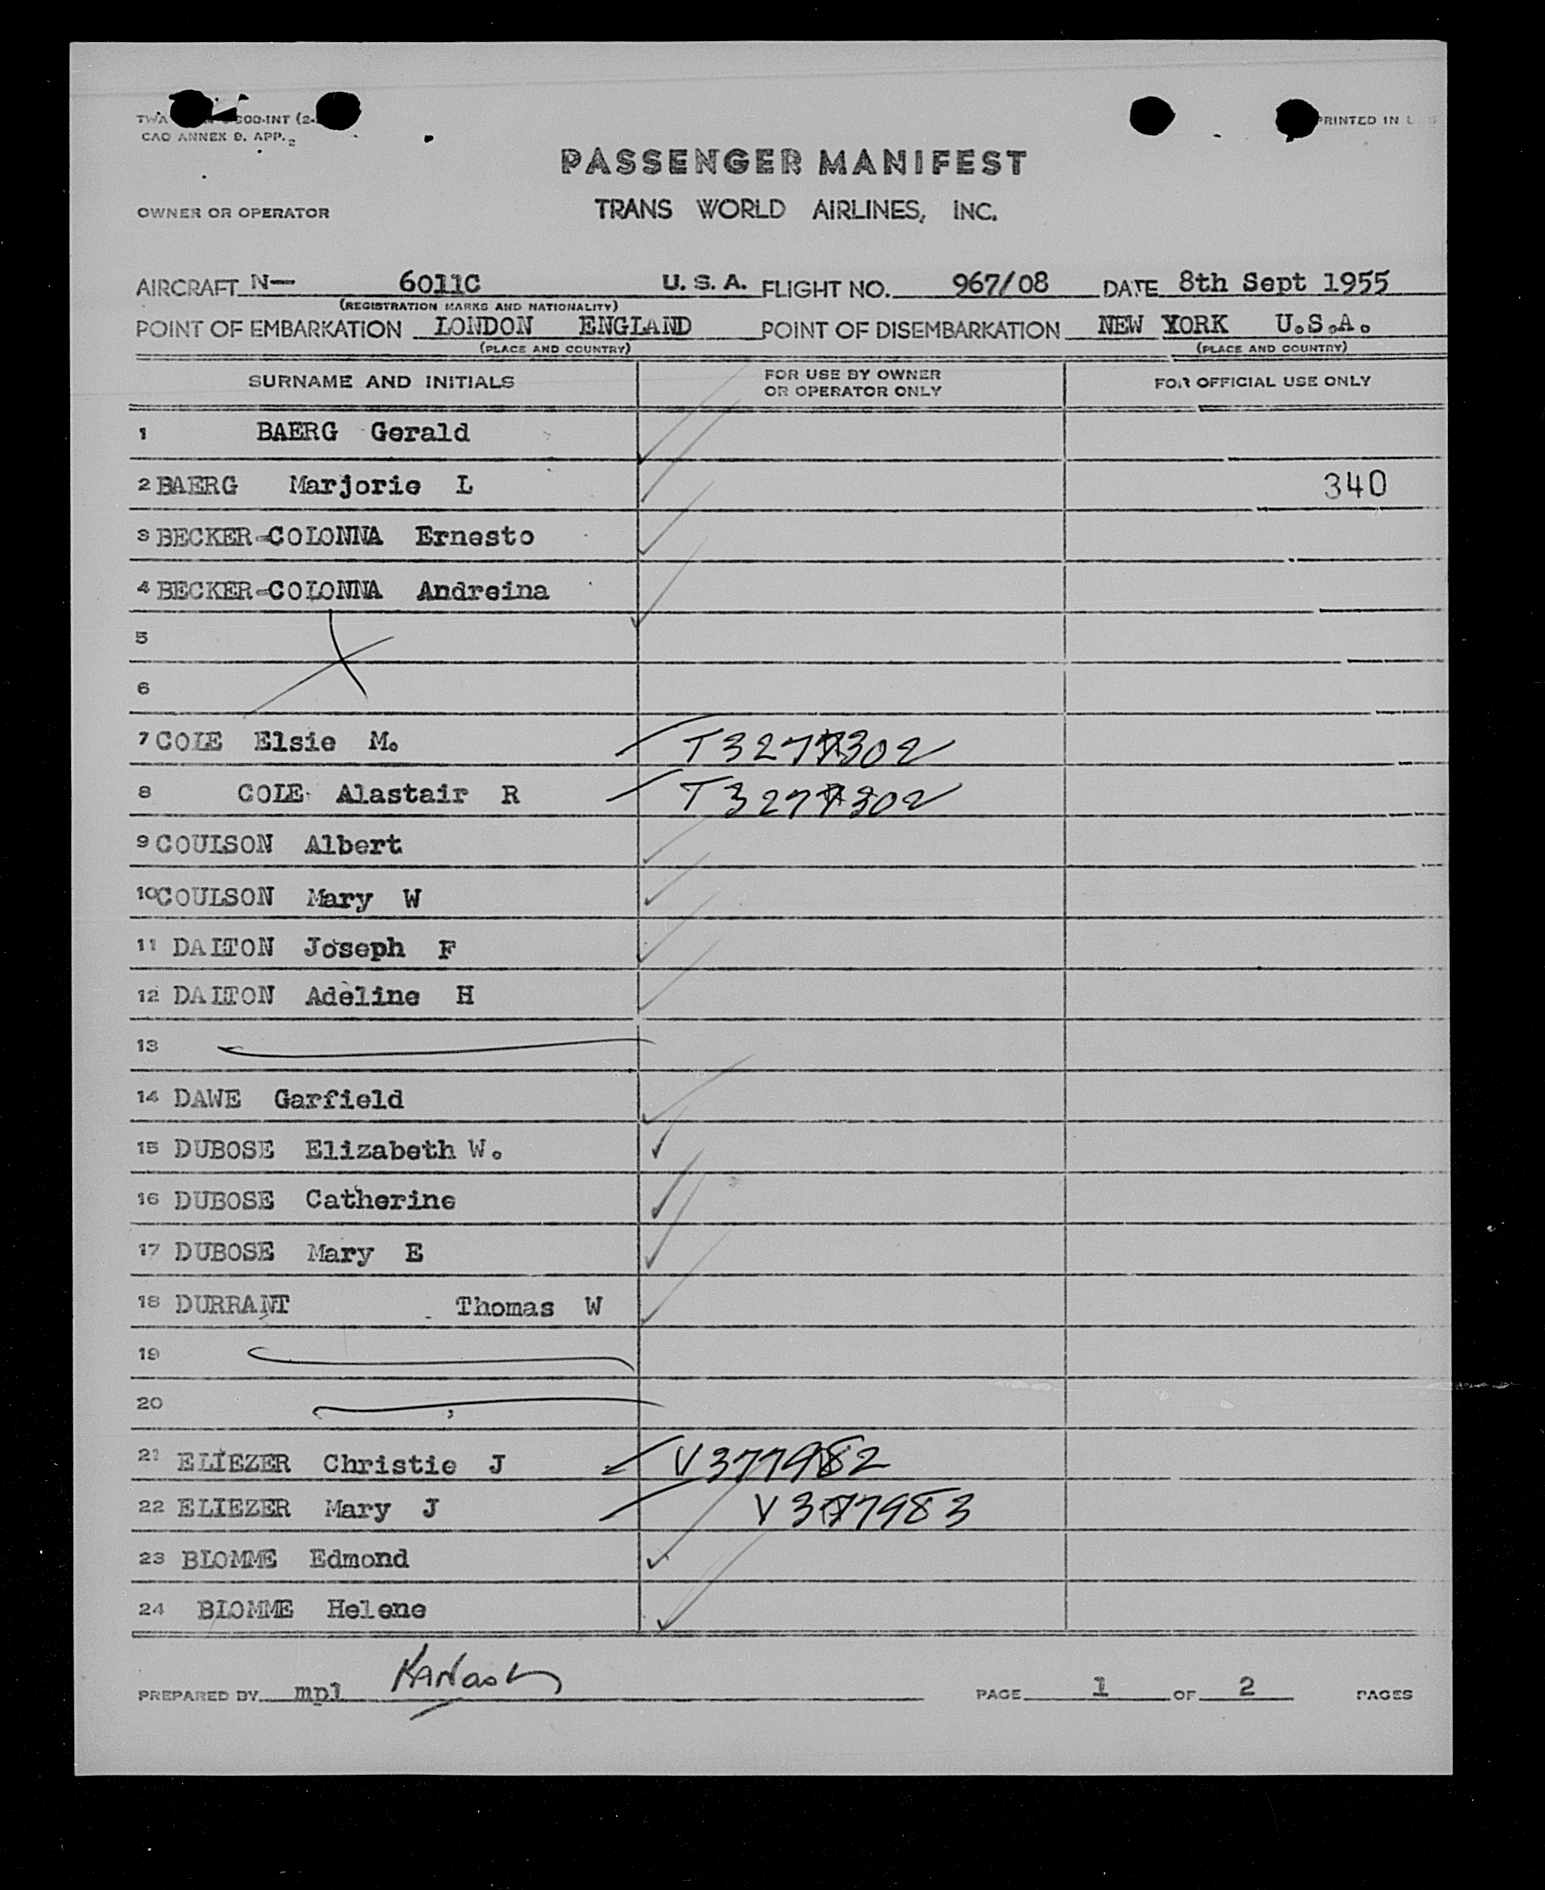 CAO ANNEX 9. APP. 2
PRINTED IN
PASSENGER MANIFEST
OWNER OR OPERATOR TRANS WORLD AIRLINES, INC.
AIRCRAFT N— 6011C U.S.A. FLIGHT NO. 967/08 DATE 8th Sept 1955
(REGISTRATION MARKS AND NATIONALITY)
POINT OF EMBARKATION LONDON ENGLAND POINT OF DISEMBARKATION NEW YORK U.S.A.
(PLACE AND COUNTRY) (PLACE AND COUNTRY)
SURNAME AND INITIALS FOR USE BY OWNER OR OPERATOR ONLY FOR OFFICIAL USE ONLY
1 BAERG Gerald
2 BAERG Marjorie L 340
3 BECKER-COLONNA Ernesto
4 BECKER-COLONNA Andreina
5
6
7 COLE Elsie M. T3277302
8 COLE Alastair R T3277302
9 COULSON Albert
10 COULSON Mary W
11 DALTON Joseph F
12 DALTON Adeline H
13
14 DAWE Garfield
15 DUBOSE Elizabeth W.
16 DUBOSE Catherine
17 DUBOSE Mary E
18 DURRANT Thomas W
19
20
21 ELIEZER Christie J V377982
22 ELIEZER Mary J V377983
23 BLOMME Edmond
24 BLOMME Helene
PREPARED BY mpl PAGE 1 OF 2 PAGES